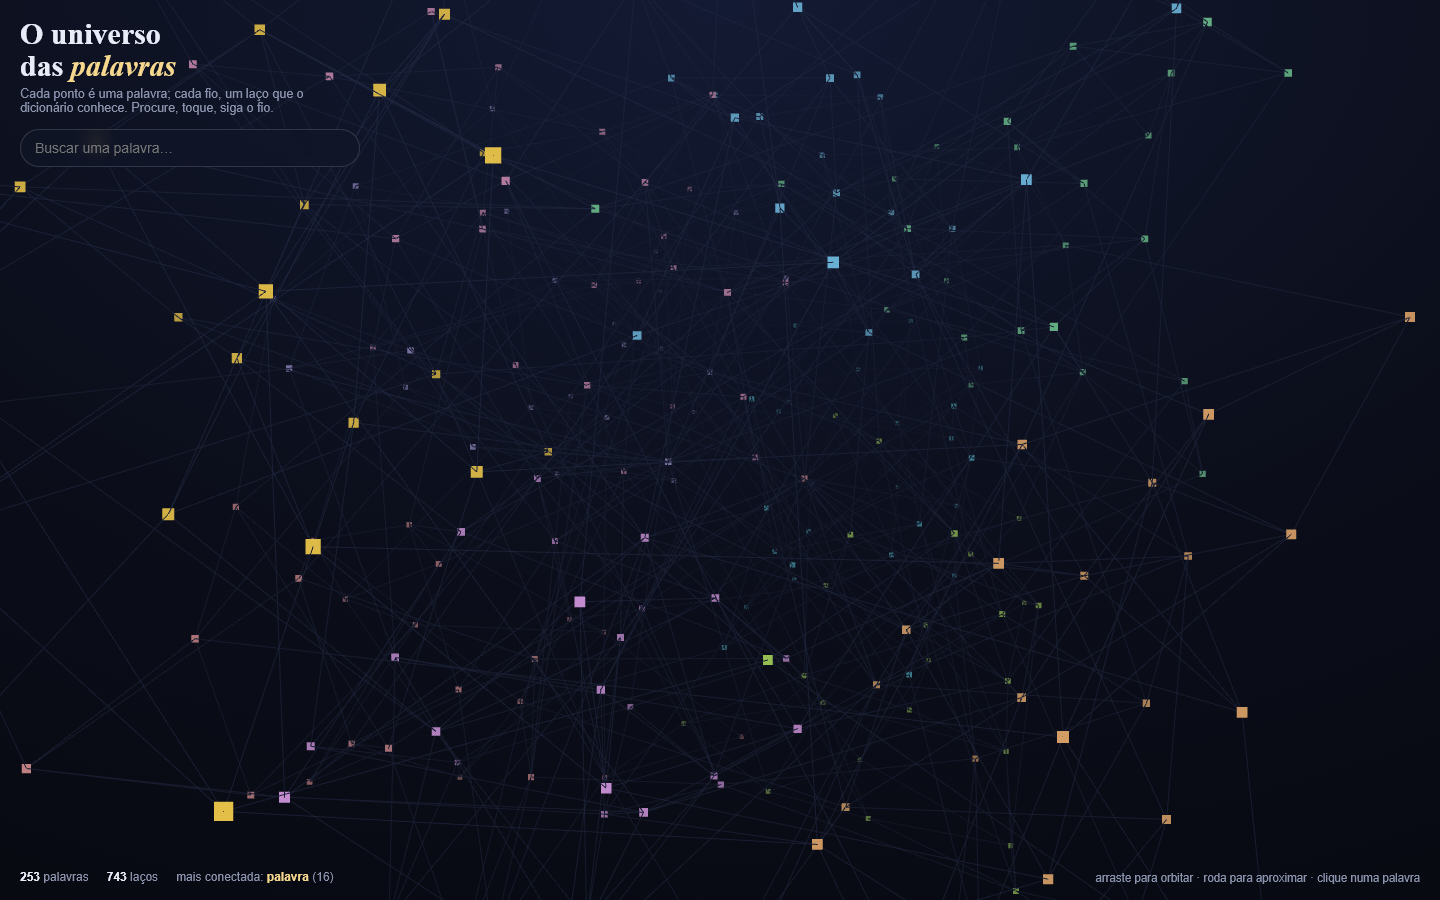 O universo
das palavras
Cada ponto é uma palavra; cada fio, um laço que o
dicionário conhece. Procure, toque, siga o fio.
Buscar uma palavra...
253 palavras 743 laços mais conectada: palavra (16)
arraste para orbitar · roda para aproximar · clique numa palavra